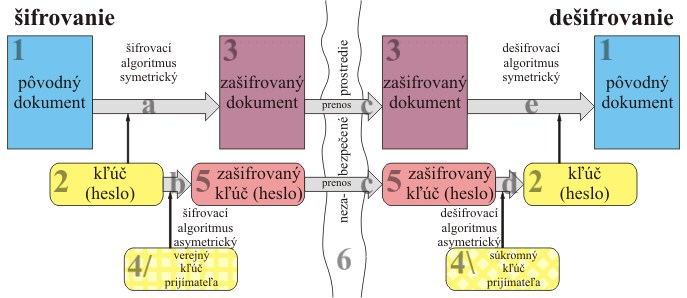 šifrovanie
dešifrovanie
1
pôvodný
dokument
šifrovací
algoritmus
symetrický
a
3
zašifrovaný
dokument
prenos
c
3
zašifrovaný
dokument
dešifrovací
algoritmus
symetrický
e
1
pôvodný
dokument
neza-
bezpečené
prostredie
2
kľúč
(heslo)
b
5
zašifrovaný
kľúč (heslo)
prenos
c
5
zašifrovaný
kľúč (heslo)
d
2
kľúč
(heslo)
šifrovací
algoritmus
asymetrický
4/
verejný
kľúč
prijímateľa
6
dešifrovací
algoritmus
asymetrický
4\
súkromný
kľúč
prijímateľa